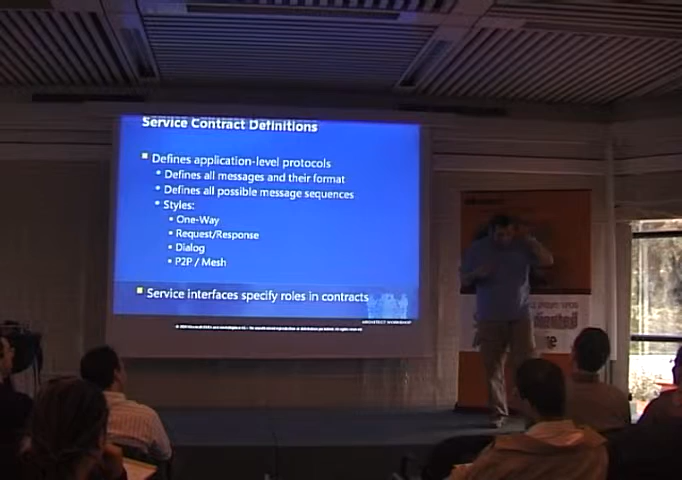 Service Contract Definitions
Defines application-level protocols
Defines all messages and their format
Defines all possible message sequences
Styles:
One-Way
Request/Response
Dialog
P2P / Mesh
Service interfaces specify roles in contracts